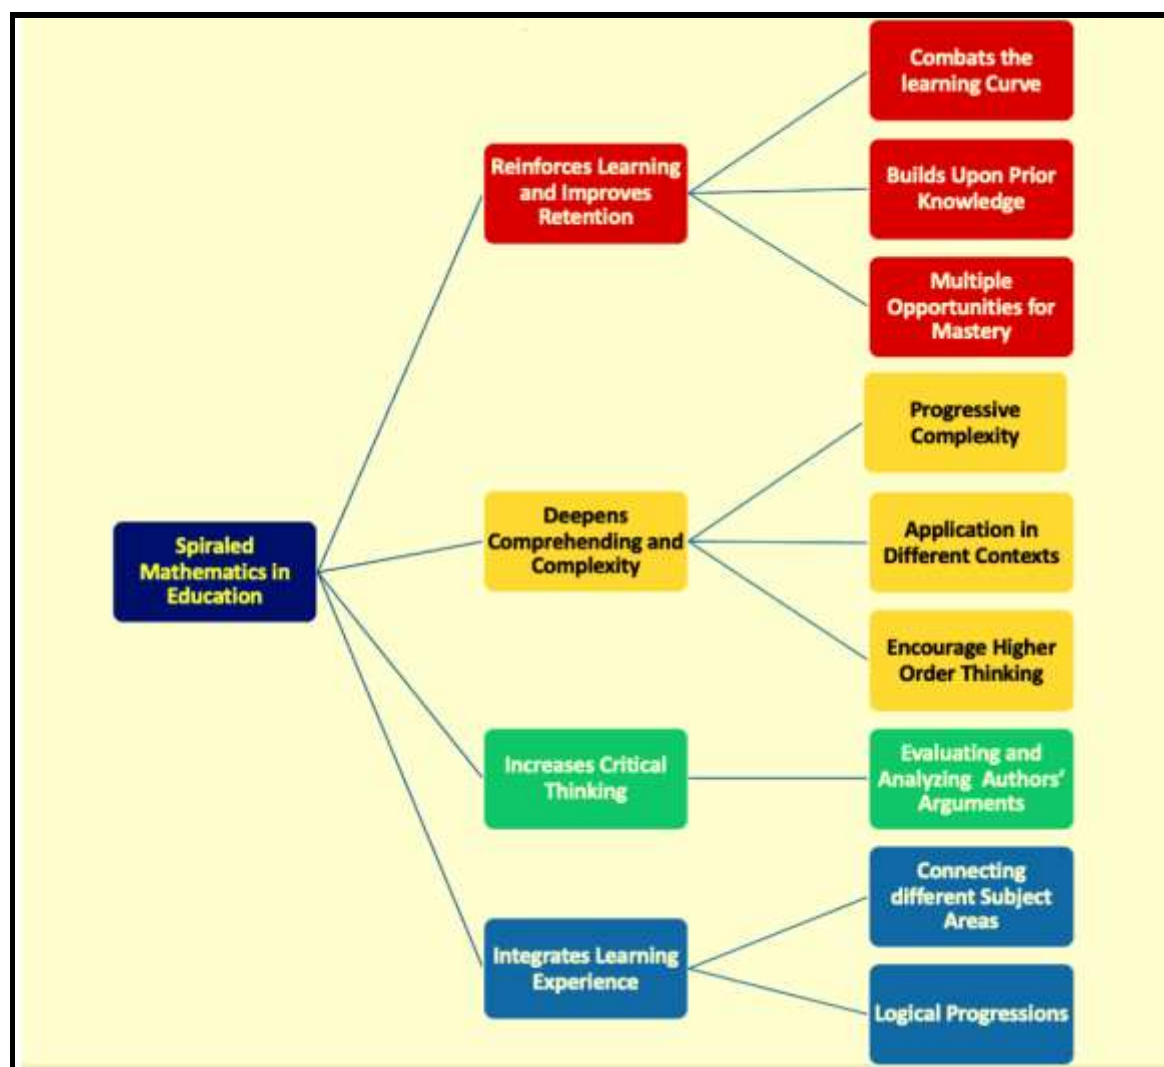 Spiraled
Mathematics in
Education
Reinforces Learning
and Improves
Retention
Combats the
learning Curve
Builds Upon Prior
Knowledge
Multiple
Opportunities for
Mastery
Deepens
Comprehending and
Complexity
Progressive
Complexity
Application in
Different Contexts
Encourage Higher
Order Thinking
Increases Critical
Thinking
Evaluating and
Analyzing Authors’
Arguments
Integrates Learning
Experience
Connecting
different Subject
Areas
Logical Progressions